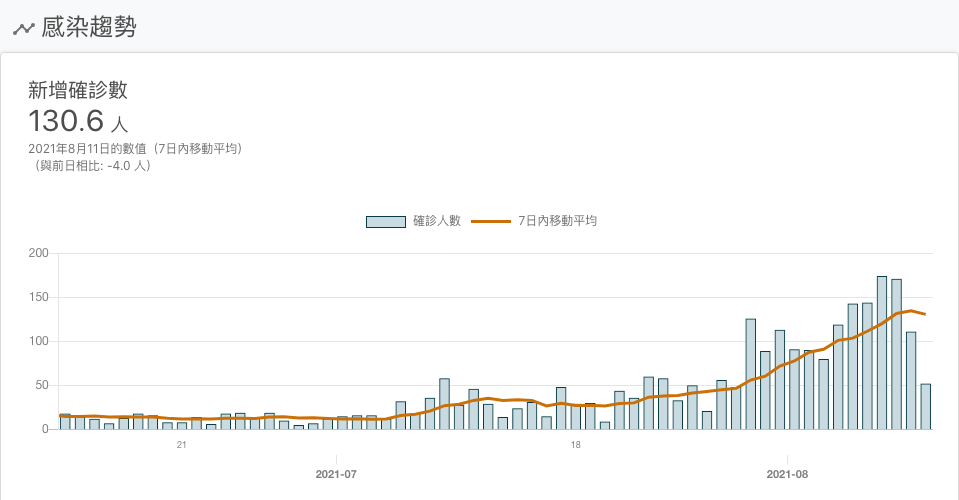 感染趨勢
新增確診數
130.6 人
2021年8月11日的數值（7日內移動平均）
（與前日相比: -4.0 人）
確診人數 7日內移動平均
200
150
100
50
0
21 18
2021-07 2021-08